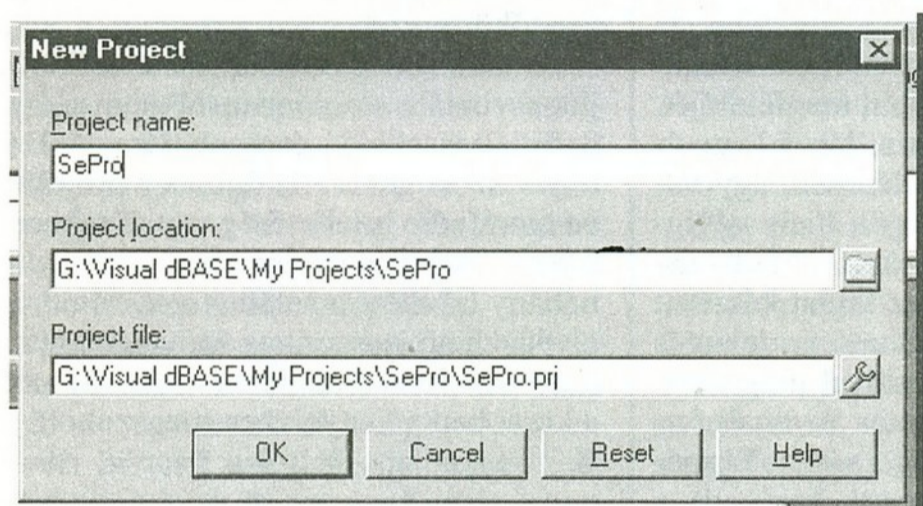 New Project
Project name:
SePro
Project location:
G:\Visual dBASE\My Projects\SePro
Project file:
G:\Visual dBASE\My Projects\SePro\SePro.prj
OK Cancel Reset Help